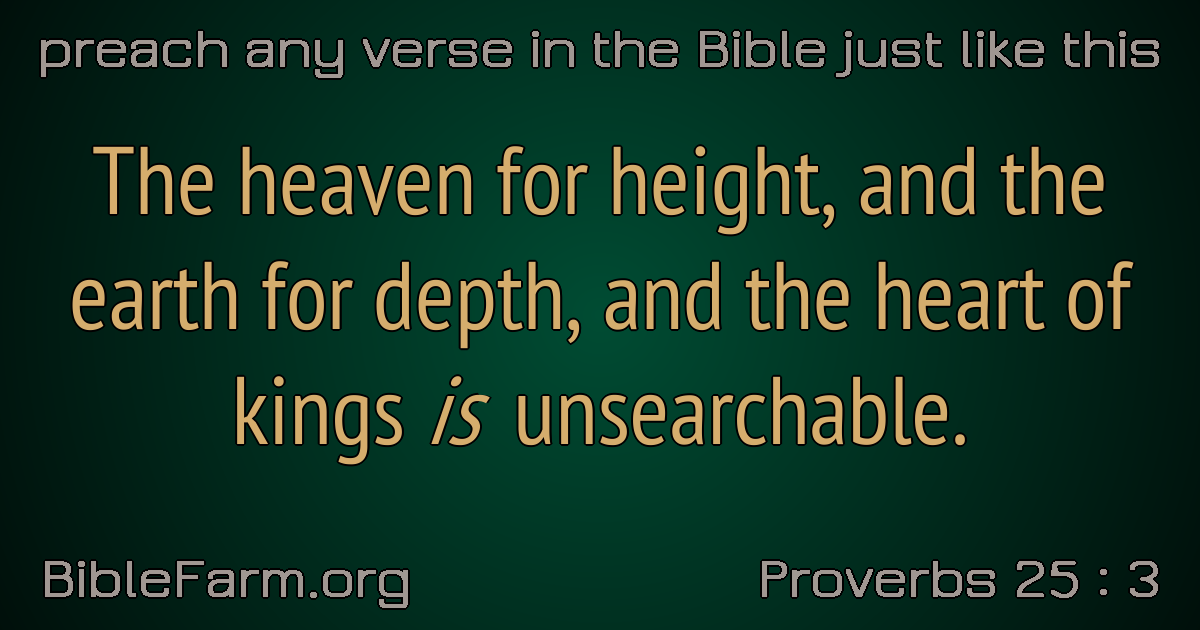 preach any verse in the Bible just like this
The heaven for height, and the
earth for depth, and the heart of
kings is unsearchable.
BibleFarm.org
Proverbs 25 : 3